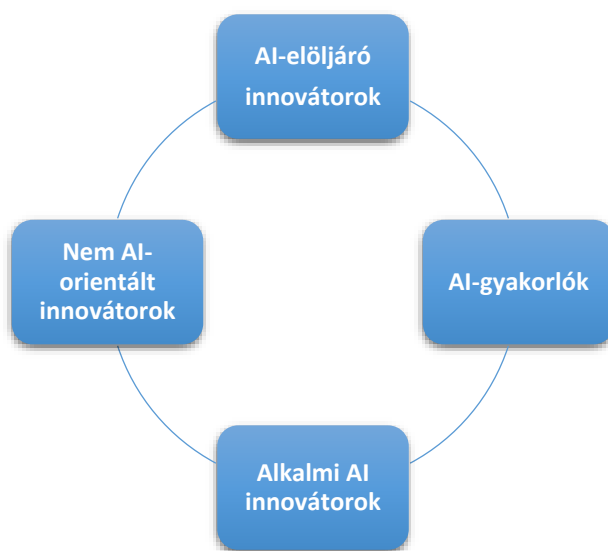 AI-elöljáró
innovátorok
Nem AI-
orientált
innovátorok
AI-gyakorlók
Alkalmi AI
innovátorok